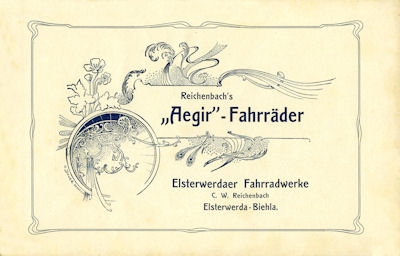 Reichenbach's
„Aegir"-Fahrräder
Elsterwerdaer Fahrradwerke
C. W. Reichenbach
Elsterwerda-Biehla.